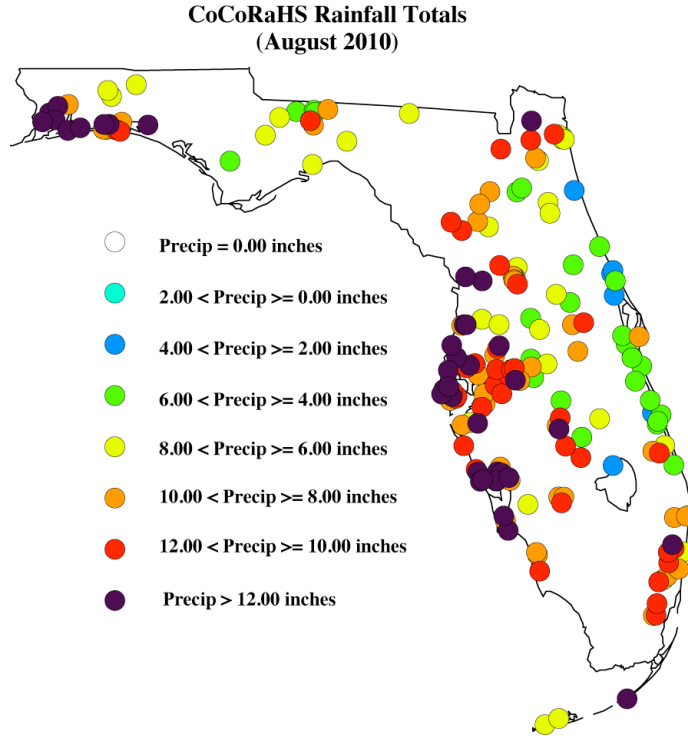 CoCoRaHS Rainfall Totals
(August 2010)
Precip = 0.00 inches
2.00 < Precip >= 0.00 inches
4.00 < Precip >= 2.00 inches
6.00 < Precip >= 4.00 inches
8.00 < Precip >= 6.00 inches
10.00 < Precip >= 8.00 inches
12.00 < Precip >= 10.00 inches
Precip > 12.00 inches